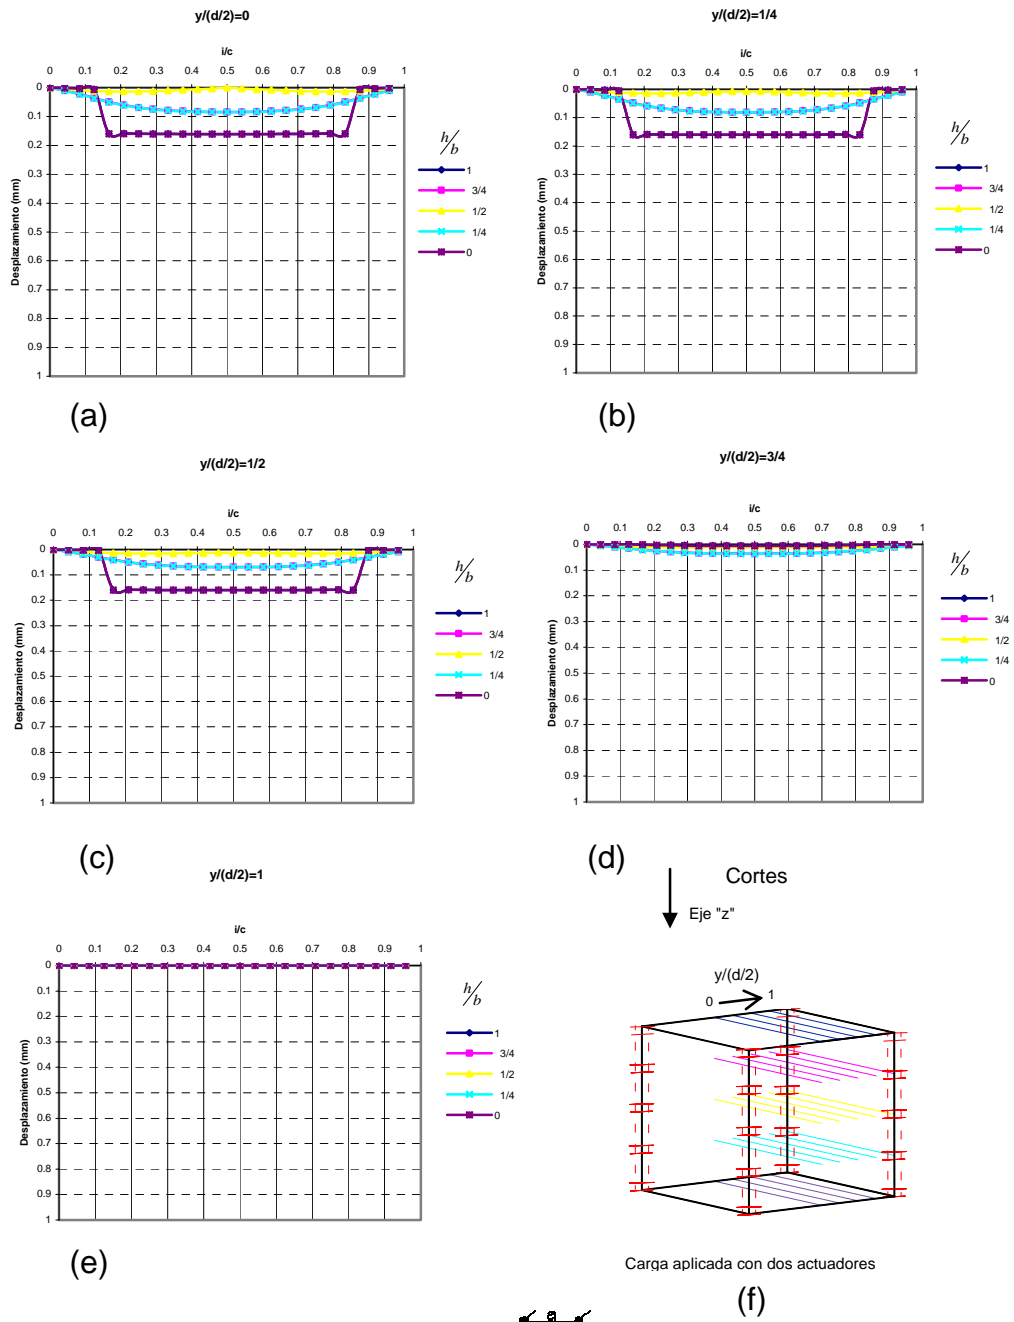 y/(d/2)=0
i/c
0 0.1 0.2 0.3 0.4 0.5 0.6 0.7 0.8 0.9 1
0
0.1
0.2
0.3
0.4
0.5
0.6
0.7
0.8
0.9
1
Desplazamiento (mm)
h/b
1
3/4
1/2
1/4
0
(a)
y/(d/2)=1/4
i/c
0 0.1 0.2 0.3 0.4 0.5 0.6 0.7 0.8 0.9 1
0
0.1
0.2
0.3
0.4
0.5
0.6
0.7
0.8
0.9
1
Desplazamiento (mm)
h/b
1
3/4
1/2
1/4
0
(b)
y/(d/2)=1/2
i/c
0 0.1 0.2 0.3 0.4 0.5 0.6 0.7 0.8 0.9 1
0
0.1
0.2
0.3
0.4
0.5
0.6
0.7
0.8
0.9
1
Desplazamiento (mm)
h/b
1
3/4
1/2
1/4
0
(c)
y/(d/2)=3/4
i/c
0 0.1 0.2 0.3 0.4 0.5 0.6 0.7 0.8 0.9 1
0
0.1
0.2
0.3
0.4
0.5
0.6
0.7
0.8
0.9
1
Desplazamiento (mm)
h/b
1
3/4
1/2
1/4
0
(d)
y/(d/2)=1
i/c
0 0.1 0.2 0.3 0.4 0.5 0.6 0.7 0.8 0.9 1
0
0.1
0.2
0.3
0.4
0.5
0.6
0.7
0.8
0.9
1
Desplazamiento (mm)
h/b
1
3/4
1/2
1/4
0
(e)
Cortes
Eje "z"
y/(d/2)
0 1
Carga aplicada con dos actuadores
(f)
a